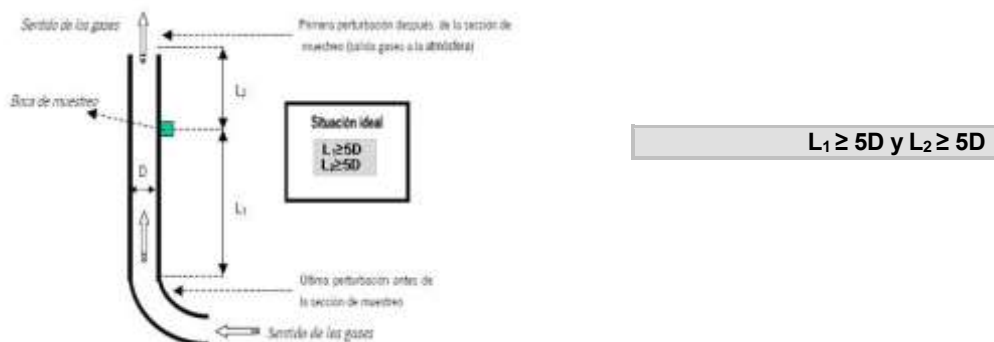 Sentido de los gases
Primera perturbación después de la sección de
muestreo (salida gases a la atmósfera)
L₂
Boca de muestreo
Situación ideal
L₁≥5D
L₂≥5D
L₁ ≥ 5D y L₂ ≥ 5D
D
L₁
Última perturbación antes de
la sección de muestreo
Sentido de los gases